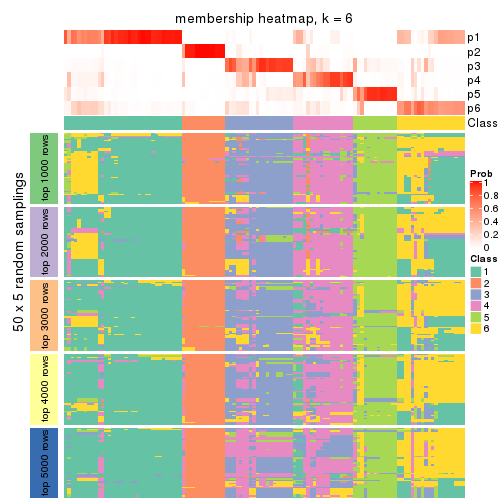 membership heatmap, k = 6
p1
p2
p3
p4
p5
p6
Class
50 x 5 random samplings
top 1000 rows
top 2000 rows
top 3000 rows
top 4000 rows
top 5000 rows
Prob
1
0.8
0.6
0.4
0.2
0
Class
1
2
3
4
5
6